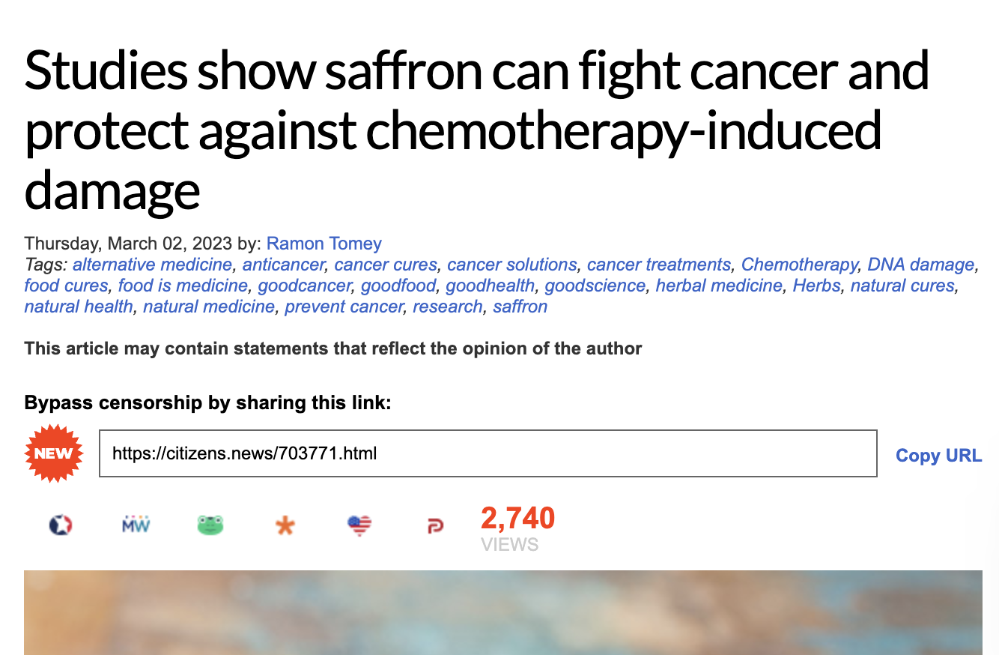 Studies show saffron can fight cancer and
protect against chemotherapy-induced
damage
Thursday, March 02, 2023 by: Ramon Tomey
Tags: alternative medicine, anticancer, cancer cures, cancer solutions, cancer treatments, Chemotherapy, DNA damage,
food cures, food is medicine, goodcancer, goodfood, goodhealth, goodscience, herbal medicine, Herbs, natural cures,
natural health, natural medicine, prevent cancer, research, saffron
This article may contain statements that reflect the opinion of the author
Bypass censorship by sharing this link:
NEW https://citizens.news/703771.html Copy URL
MW 2,740
VIEWS